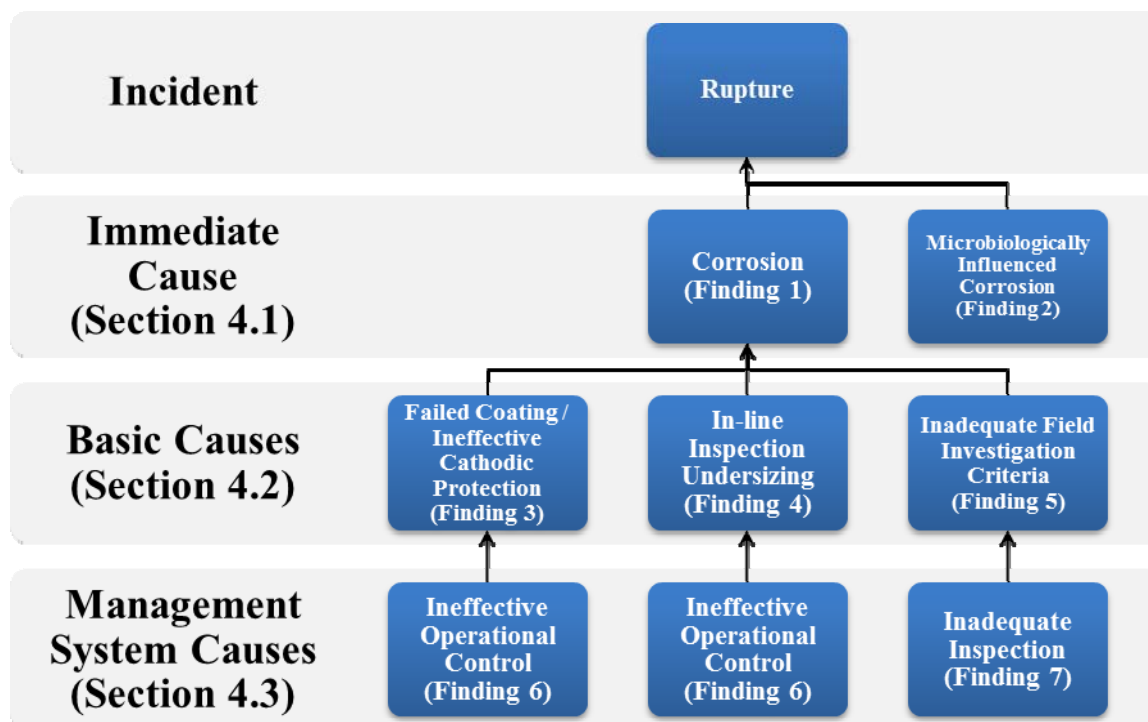 Incident
Rupture
Immediate
Cause
(Section 4.1)
Corrosion
(Finding 1)
Microbiologically
Influenced
Corrosion
(Finding 2)
Basic Causes
(Section 4.2)
Failed Coating /
Ineffective
Cathodic
Protection
(Finding 3)
In-line
Inspection
Undersizing
(Finding 4)
Inadequate Field
Investigation
Criteria
(Finding 5)
Management
System Causes
(Section 4.3)
Ineffective
Operational
Control
(Finding 6)
Ineffective
Operational
Control
(Finding 6)
Inadequate
Inspection
(Finding 7)